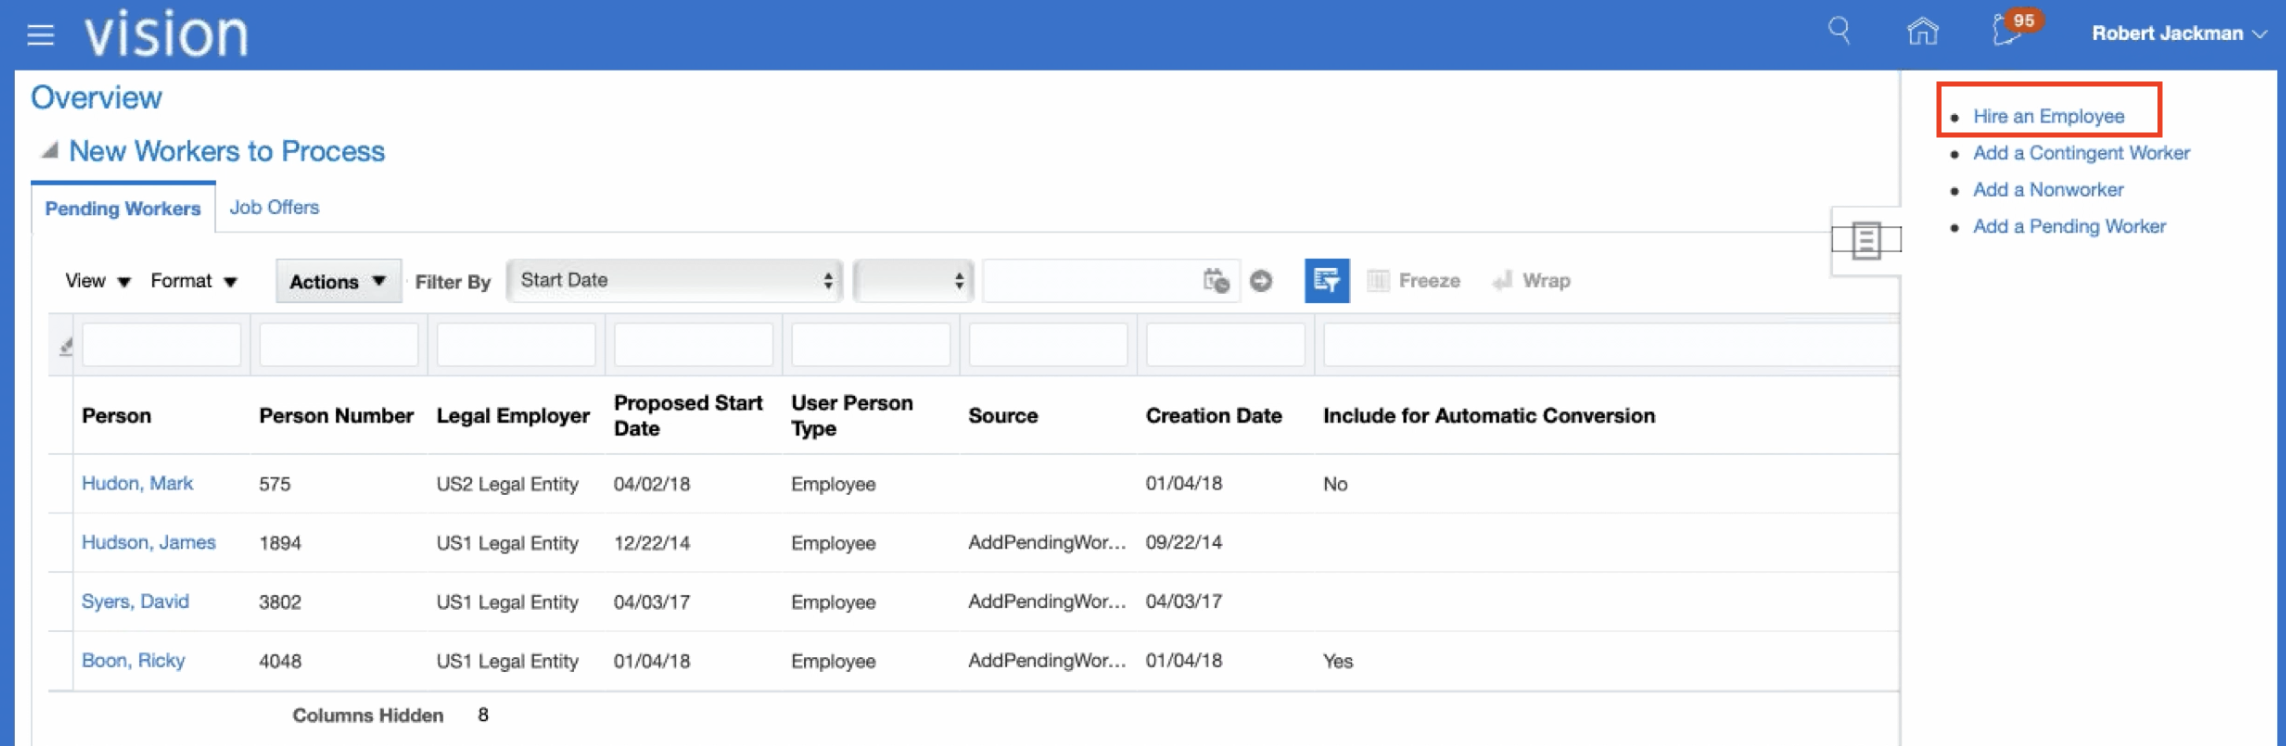 vision
95
Robert Jackman
Overview
New Workers to Process
Pending Workers
Job Offers
View
Format
Actions
Filter By
Start Date
Freeze
Wrap
Person
Person Number
Legal Employer
Proposed Start
Date
User Person
Type
Source
Creation Date
Include for Automatic Conversion
Hudon, Mark 575 US2 Legal Entity 04/02/18 Employee 01/04/18 No
Hudson, James 1894 US1 Legal Entity 12/22/14 Employee AddPendingWor... 09/22/14
Syers, David 3802 US1 Legal Entity 04/03/17 Employee AddPendingWor... 04/03/17
Boon, Ricky 4048 US1 Legal Entity 01/04/18 Employee AddPendingWor... 01/04/18 Yes
Columns Hidden 8
Hire an Employee
Add a Contingent Worker
Add a Nonworker
Add a Pending Worker